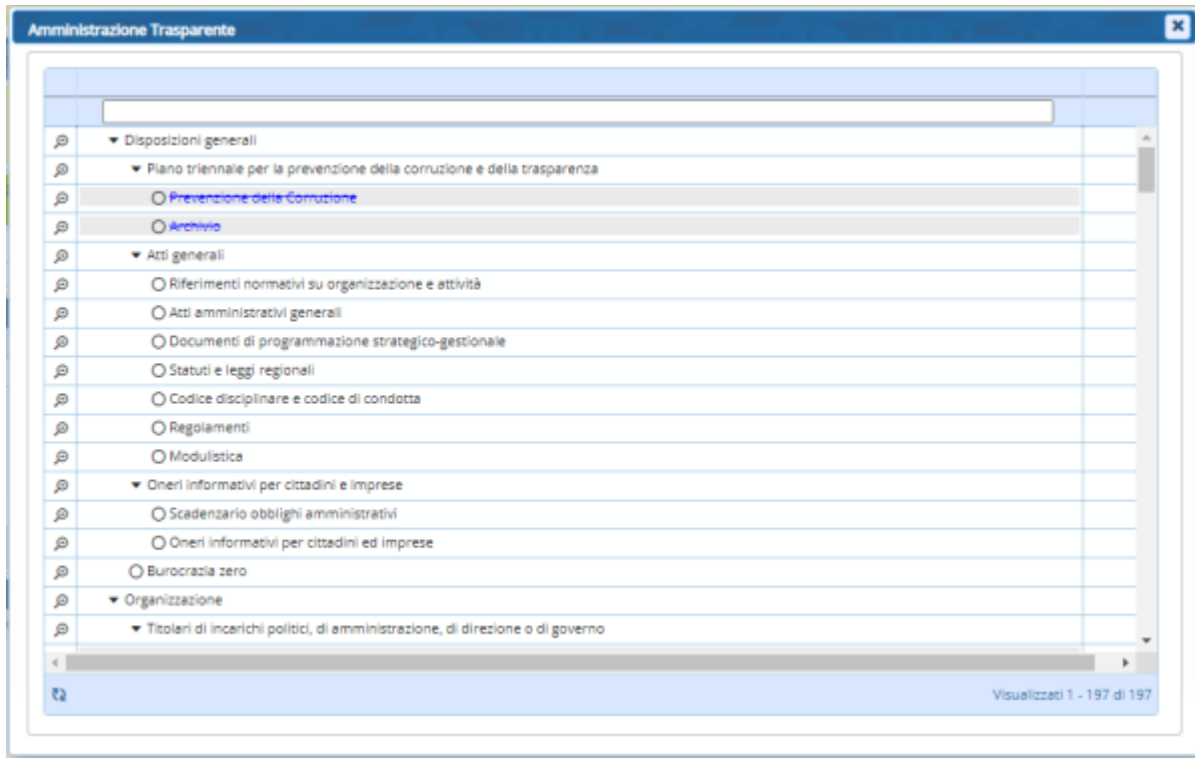 Amministrazione Trasparente
Disposizioni generali
Piano triennale per la prevenzione della corruzione e della trasparenza
Prevenzione della Corruzione
Archivio
Atti generali
Riferimenti normativi su organizzazione e attività
Atti amministrativi generali
Documenti di programmazione strategico-gestionale
Statuti e leggi regionali
Codice disciplinare e codice di condotta
Regolamenti
Modulistica
Oneri informativi per cittadini e imprese
Scadenzario obblighi amministrativi
Oneri informativi per cittadini ed imprese
Burocrazia zero
Organizzazione
Titolari di incarichi politici, di amministrazione, di direzione o di governo
Visualizzati 1 - 197 di 197